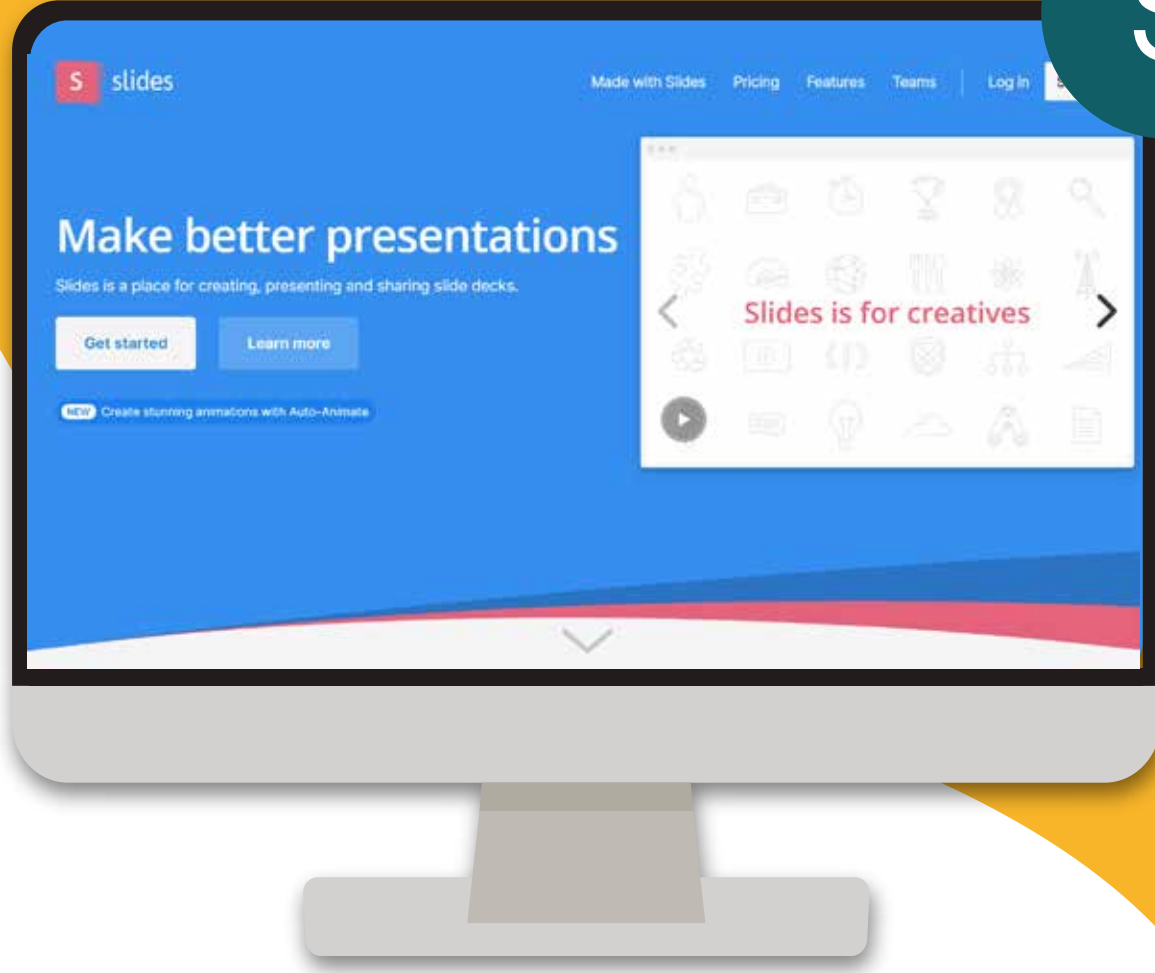 S slides
Made with Slides Pricing Features Teams Log in
Make better presentations
Slides is a place for creating, presenting and sharing slide decks.
Get started Learn more
NEW Create stunning animations with Auto-Animate
Slides is for creatives